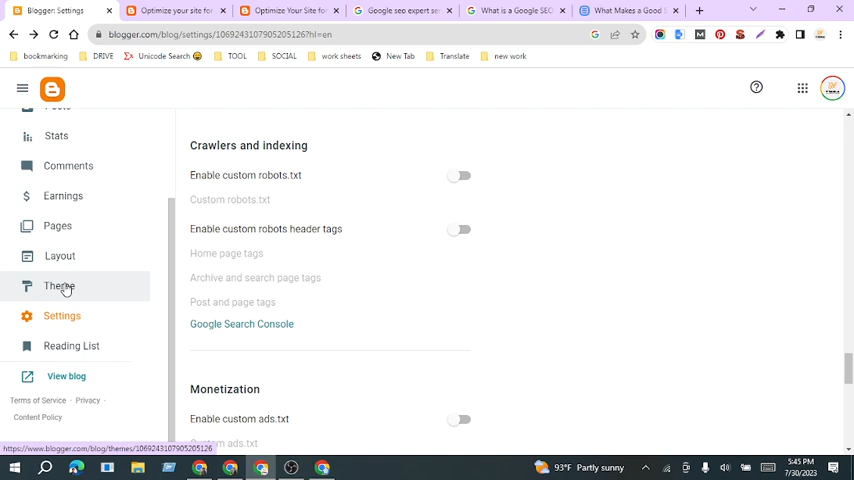 Blogger: Settings
Optimize your site for
Optimize Your Site for
Google seo expert ser
What is a Google SEO
What Makes a Good S
blogger.com/blog/settings/1069243107905205126?hl=en
bookmarking
DRIVE
Unicode Search
TOOL
SOCIAL
work sheets
New Tab
Translate
new work
Posts
Stats
Comments
Earnings
Pages
Layout
Theme
Settings
Reading List
View blog
Terms of Service · Privacy ·
Content Policy
Crawlers and indexing
Enable custom robots.txt
Custom robots.txt
Enable custom robots header tags
Home page tags
Archive and search page tags
Post and page tags
Google Search Console
Monetization
Enable custom ads.txt
Custom ads.txt
https://www.blogger.com/blog/themes/1069243107905205126
93°F Partly sunny
5:45 PM
7/30/2023